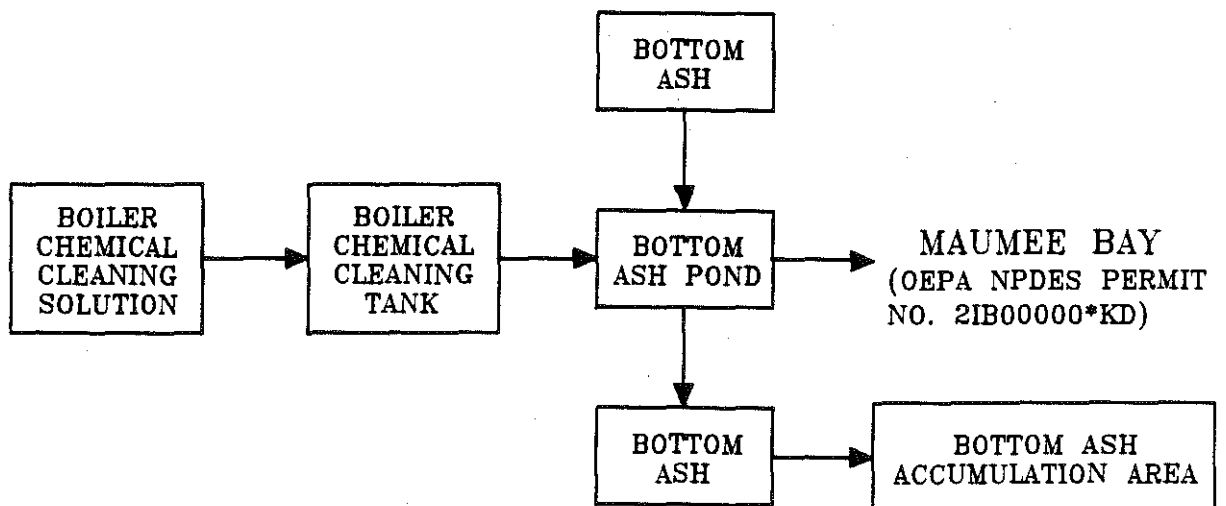 BOTTOM
ASH
BOILER
CHEMICAL
CLEANING
SOLUTION
BOILER
CHEMICAL
CLEANING
TANK
BOTTOM
ASH POND
MAUMEE BAY
(OEPA NPDES PERMIT
NO. 2IB00000*KD)
BOTTOM
ASH
BOTTOM ASH
ACCUMULATION AREA